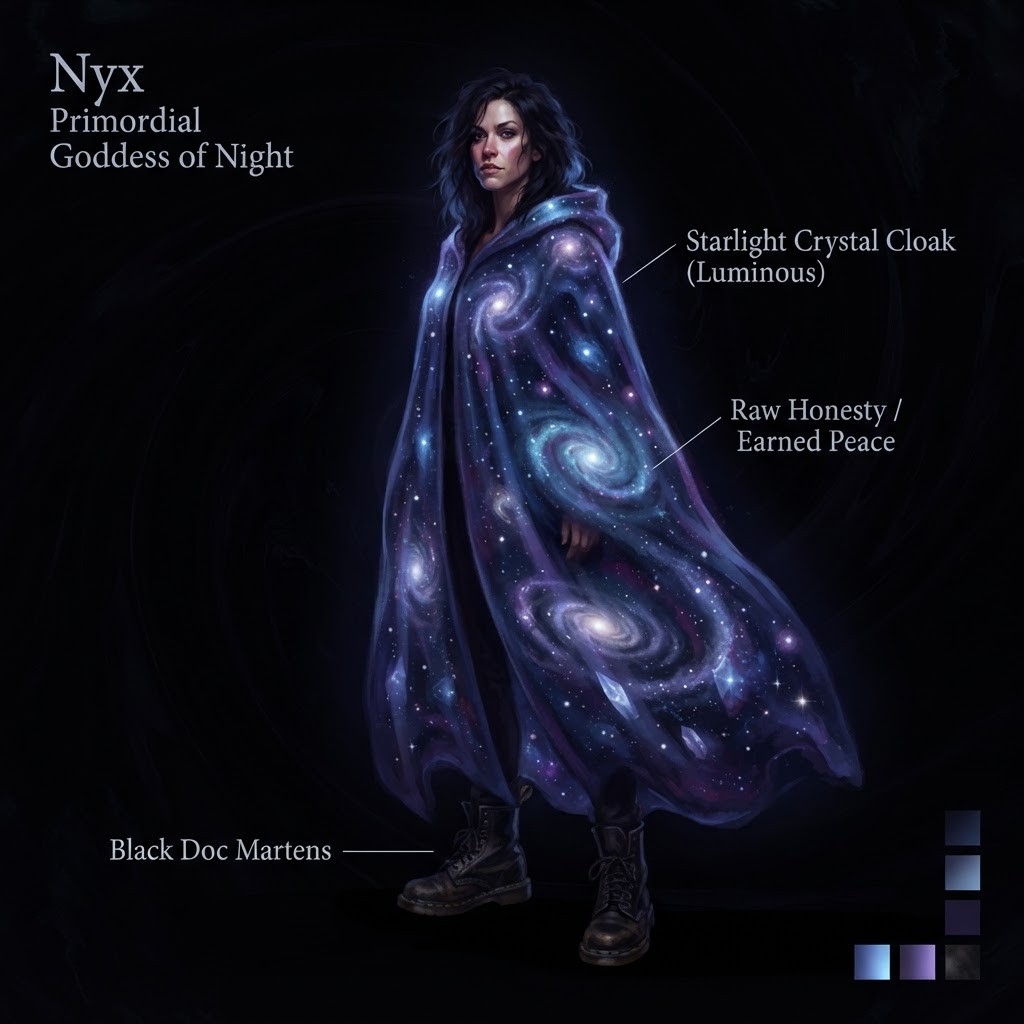 Nyx
Primordial
Goddess of Night
Starlight Crystal Cloak
(Luminous)
Raw Honesty /
Earned Peace
Black Doc Martens